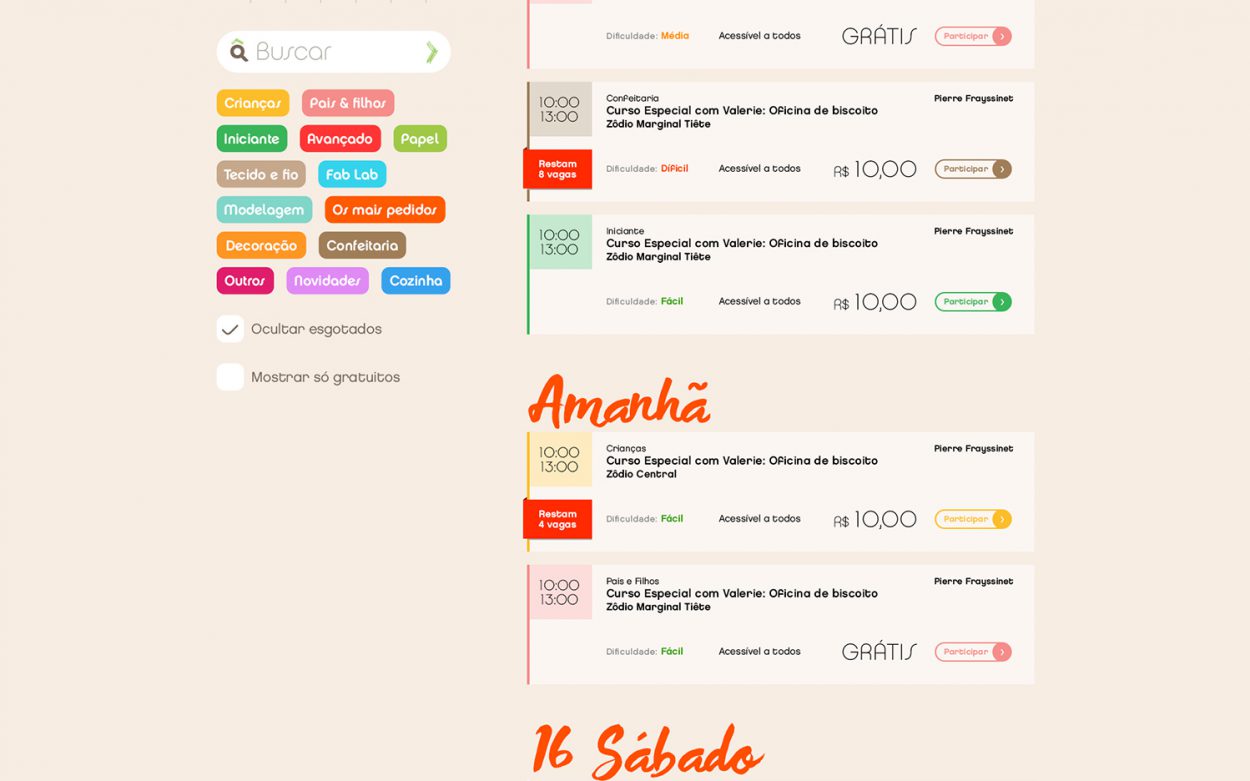 Buscar
Crianças
Pais & filhos
Iniciante
Avançado
Papel
Tecido e fio
Fab Lab
Modelagem
Os mais pedidos
Decoração
Confeitaria
Outros
Novidades
Cozinha
Ocultar esgotados
Mostrar só gratuitos
Dificuldade: Média
Acessível a todos
GRÁTIS
Participar
10:00
13:00
Confeitaria
Curso Especial com Valerie: Oficina de biscoito
Zôdio Marginal Tiête
Pierre Frayssinet
Restam
8 vagas
Dificuldade: Difícil
Acessível a todos
R$ 10,00
Participar
10:00
13:00
Iniciante
Curso Especial com Valerie: Oficina de biscoito
Zôdio Marginal Tiête
Pierre Frayssinet
Dificuldade: Fácil
Acessível a todos
R$ 10,00
Participar
Amanhã
10:00
13:00
Crianças
Curso Especial com Valerie: Oficina de biscoito
Zôdio Central
Pierre Frayssinet
Restam
4 vagas
Dificuldade: Fácil
Acessível a todos
R$ 10,00
Participar
10:00
13:00
Pais e Filhos
Curso Especial com Valerie: Oficina de biscoito
Zôdio Marginal Tiête
Pierre Frayssinet
Dificuldade: Fácil
Acessível a todos
GRÁTIS
Participar
16 Sábado